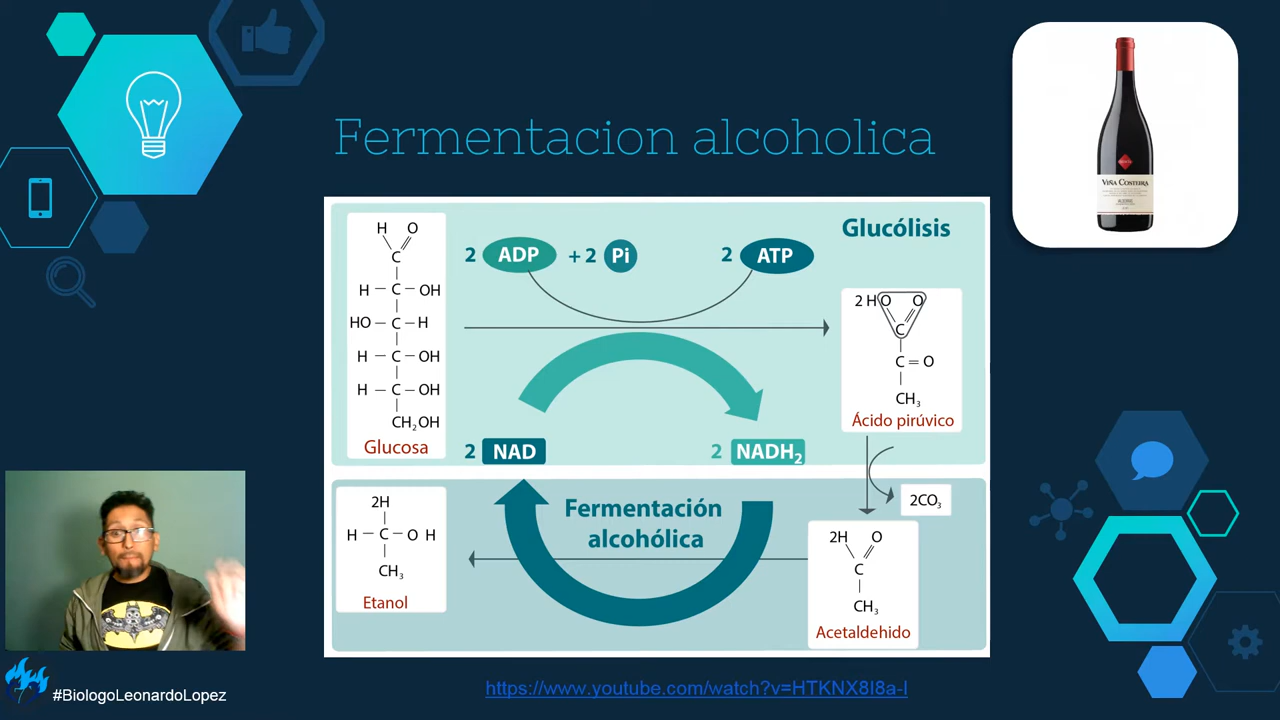 Fermentacion alcoholica
VIÑA COSTEIRA
Glucólisis
2 ADP + 2 Pi
2 ATP
H O
C
H - C - OH
HO - C - H
H - C - OH
H - C - OH
CH₂OH
Glucosa
2 HO O
C
C = O
CH₃
Ácido pirúvico
2 NAD
2 NADH₂
2CO₃
Fermentación
alcohólica
2H
H - C - O H
CH₃
Etanol
2H O
C
CH₃
Acetaldehido
#BiologoLeonardoLopez
https://www.youtube.com/watch?v=HTKNX8I8a-I